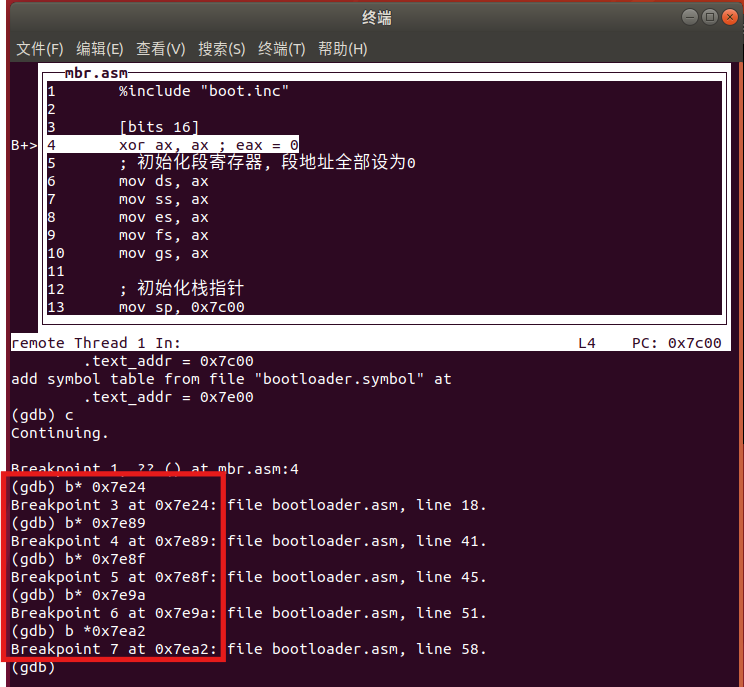 终端
文件(F) 编辑(E) 查看(V) 搜索(S) 终端(T) 帮助(H)
mbr.asm
1 %include "boot.inc"
2
3 [bits 16]
B+> 4 xor ax, ax ; eax = 0
5 ; 初始化段寄存器, 段地址全部设为0
6 mov ds, ax
7 mov ss, ax
8 mov es, ax
9 mov fs, ax
10 mov gs, ax
11
12 ; 初始化栈指针
13 mov sp, 0x7c00
remote Thread 1 In: L4 PC: 0x7c00
.text_addr = 0x7c00
add symbol table from file "bootloader.symbol" at
.text_addr = 0x7e00
(gdb) c
Continuing.
Breakpoint 1, ?? () at mbr.asm:4
(gdb) b* 0x7e24
Breakpoint 3 at 0x7e24: file bootloader.asm, line 18.
(gdb) b* 0x7e89
Breakpoint 4 at 0x7e89: file bootloader.asm, line 41.
(gdb) b* 0x7e8f
Breakpoint 5 at 0x7e8f: file bootloader.asm, line 45.
(gdb) b* 0x7e9a
Breakpoint 6 at 0x7e9a: file bootloader.asm, line 51.
(gdb) b *0x7ea2
Breakpoint 7 at 0x7ea2: file bootloader.asm, line 58.
(gdb)